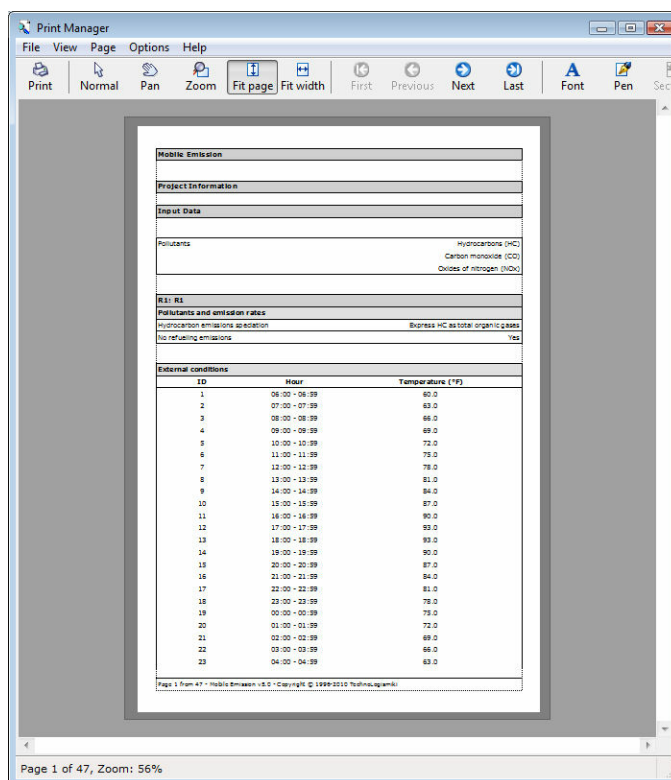 Print Manager
File View Page Options Help
Print Normal Pan Zoom Fit page Fit width First Previous Next Last Font Pen
Mobile Emission
Project Information
Input Data
Pollutants Hydrocarbons (HC)
Carbon monoxide (CO)
Oxides of nitrogen (NOx)
R1: R1
Pollutants and emission rates
Hydrocarbon emissions speciation Express HC as total organic gases
No refueling emissions Yes
External conditions
ID Hour Temperature (°F)
1 06:00 - 06:59 60.0
2 07:00 - 07:59 63.0
3 08:00 - 08:59 66.0
4 09:00 - 09:59 69.0
5 10:00 - 10:59 72.0
6 11:00 - 11:59 75.0
7 12:00 - 12:59 78.0
8 13:00 - 13:59 81.0
9 14:00 - 14:59 84.0
10 15:00 - 15:59 87.0
11 16:00 - 16:59 90.0
12 17:00 - 17:59 93.0
13 18:00 - 18:59 93.0
14 19:00 - 19:59 90.0
15 20:00 - 20:59 87.0
16 21:00 - 21:59 84.0
17 22:00 - 22:59 81.0
18 23:00 - 23:59 78.0
19 00:00 - 00:59 75.0
20 01:00 - 01:59 72.0
21 02:00 - 02:59 69.0
22 03:00 - 03:59 66.0
23 04:00 - 04:59 63.0
Page 1 from 47 - Mobile Emission v5.0 - Copyright © 1996-2010 TechnoLogismiki
Page 1 of 47, Zoom: 56%